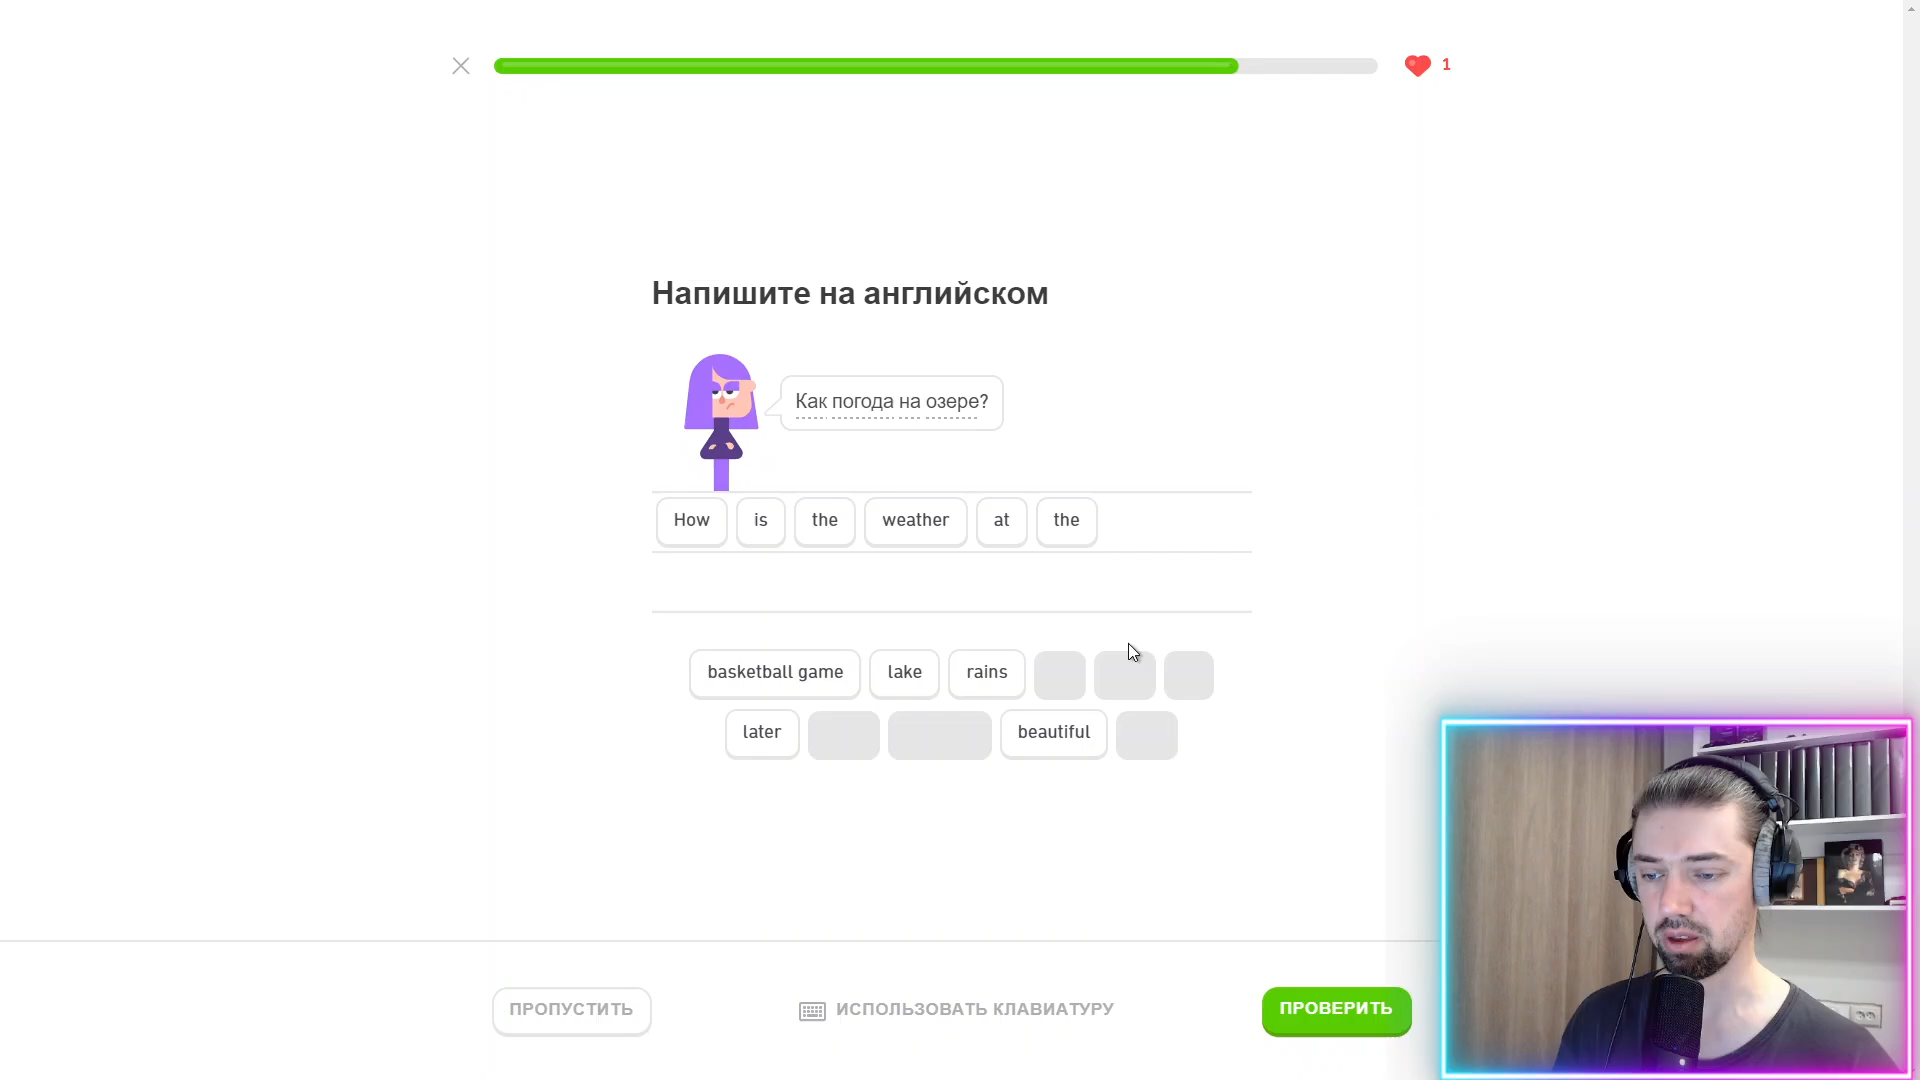 1
Напишите на английском
Как погода на озере?
How is the weather at the
basketball game lake rains
later beautiful
ПРОПУСТИТЬ ИСПОЛЬЗОВАТЬ КЛАВИАТУРУ ПРОВЕРИТЬ